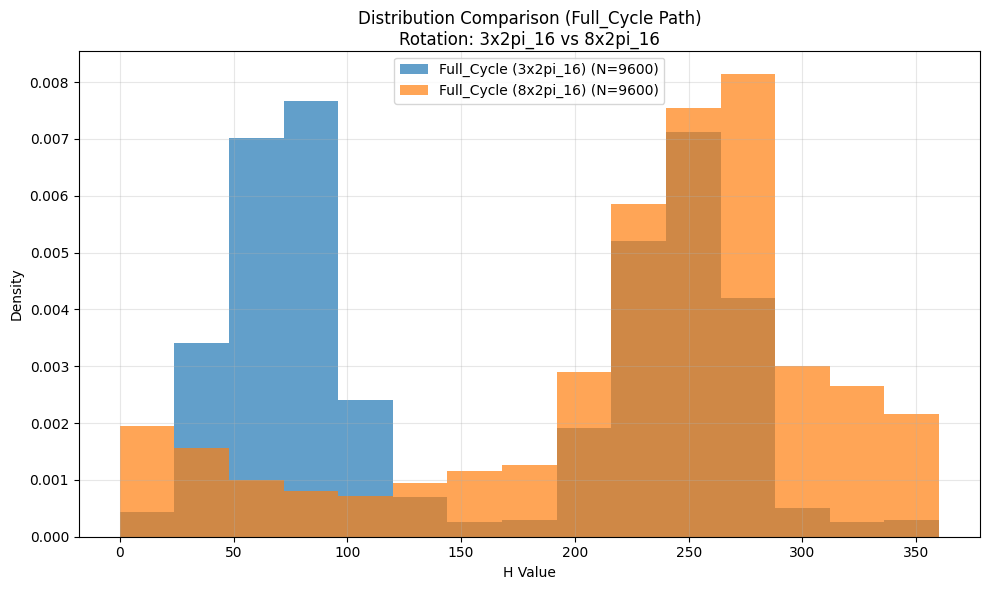 Distribution Comparison (Full_Cycle Path)
Rotation: 3x2pi_16 vs 8x2pi_16
Full_Cycle (3x2pi_16) (N=9600)
Full_Cycle (8x2pi_16) (N=9600)
0.008
0.007
0.006
0.005
0.004
0.003
0.002
0.001
0.000
Density
0 50 100 150 200 250 300 350
H Value